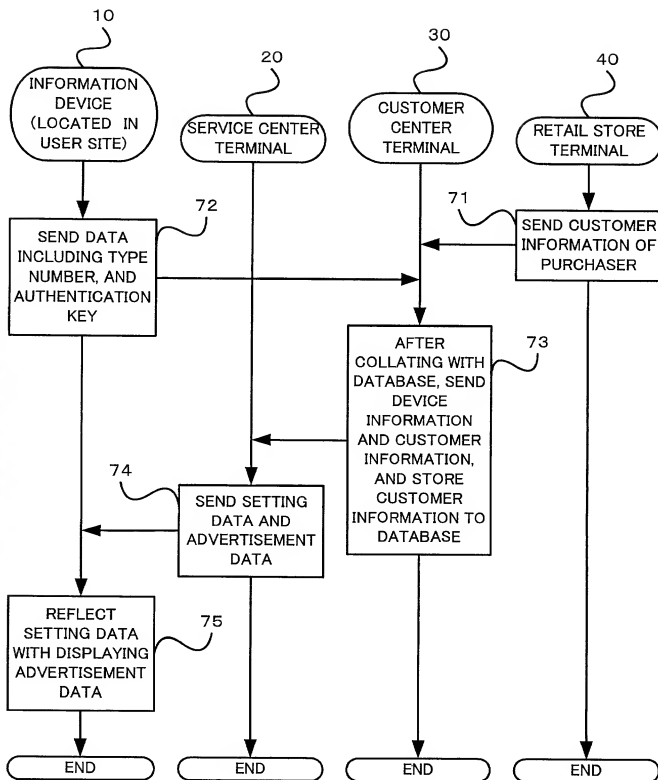 10
20
30
40
INFORMATION
DEVICE
(LOCATED IN
USER SITE)
SERVICE CENTER
TERMINAL
CUSTOMER
CENTER
TERMINAL
RETAIL STORE
TERMINAL
71
SEND CUSTOMER
INFORMATION OF
PURCHASER
72
SEND DATA
INCLUDING TYPE
NUMBER, AND
AUTHENTICATION
KEY
73
AFTER
COLLATING WITH
DATABASE, SEND
DEVICE
INFORMATION
AND CUSTOMER
INFORMATION,
AND STORE
CUSTOMER
INFORMATION TO
DATABASE
74
SEND SETTING
DATA AND
ADVERTISEMENT
DATA
75
REFLECT
SETTING DATA
WITH DISPLAYING
ADVERTISEMENT
DATA
END
END
END
END